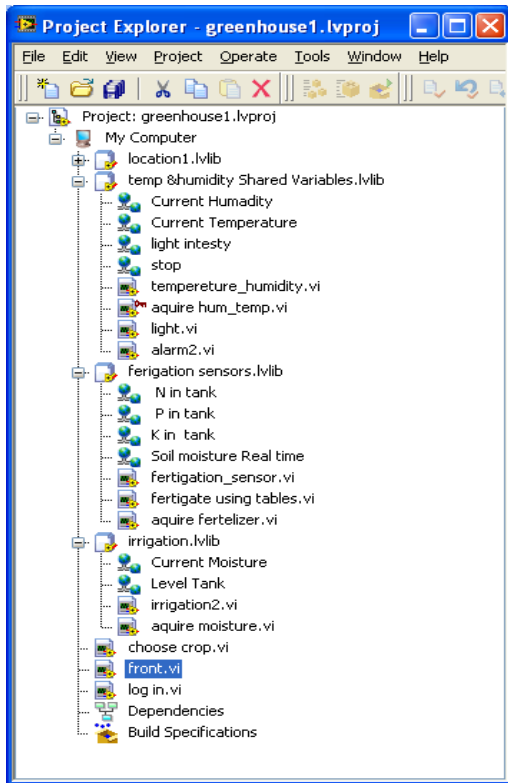 Project Explorer - greenhouse1.lvproj
File Edit View Project Operate Tools Window Help
Project: greenhouse1.lvproj
My Computer
location1.lvlib
temp &humidity Shared Variables.lvlib
Current Humadity
Current Temperature
light intesty
stop
tempereture_humidity.vi
aquire hum_temp.vi
light.vi
alarm2.vi
ferigation sensors.lvlib
N in tank
P in tank
K in tank
Soil moisture Real time
fertigation_sensor.vi
fertigate using tables.vi
aquire fertelizer.vi
irrigation.lvlib
Current Moisture
Level Tank
irrigation2.vi
aquire moisture.vi
choose crop.vi
front.vi
log in.vi
Dependencies
Build Specifications